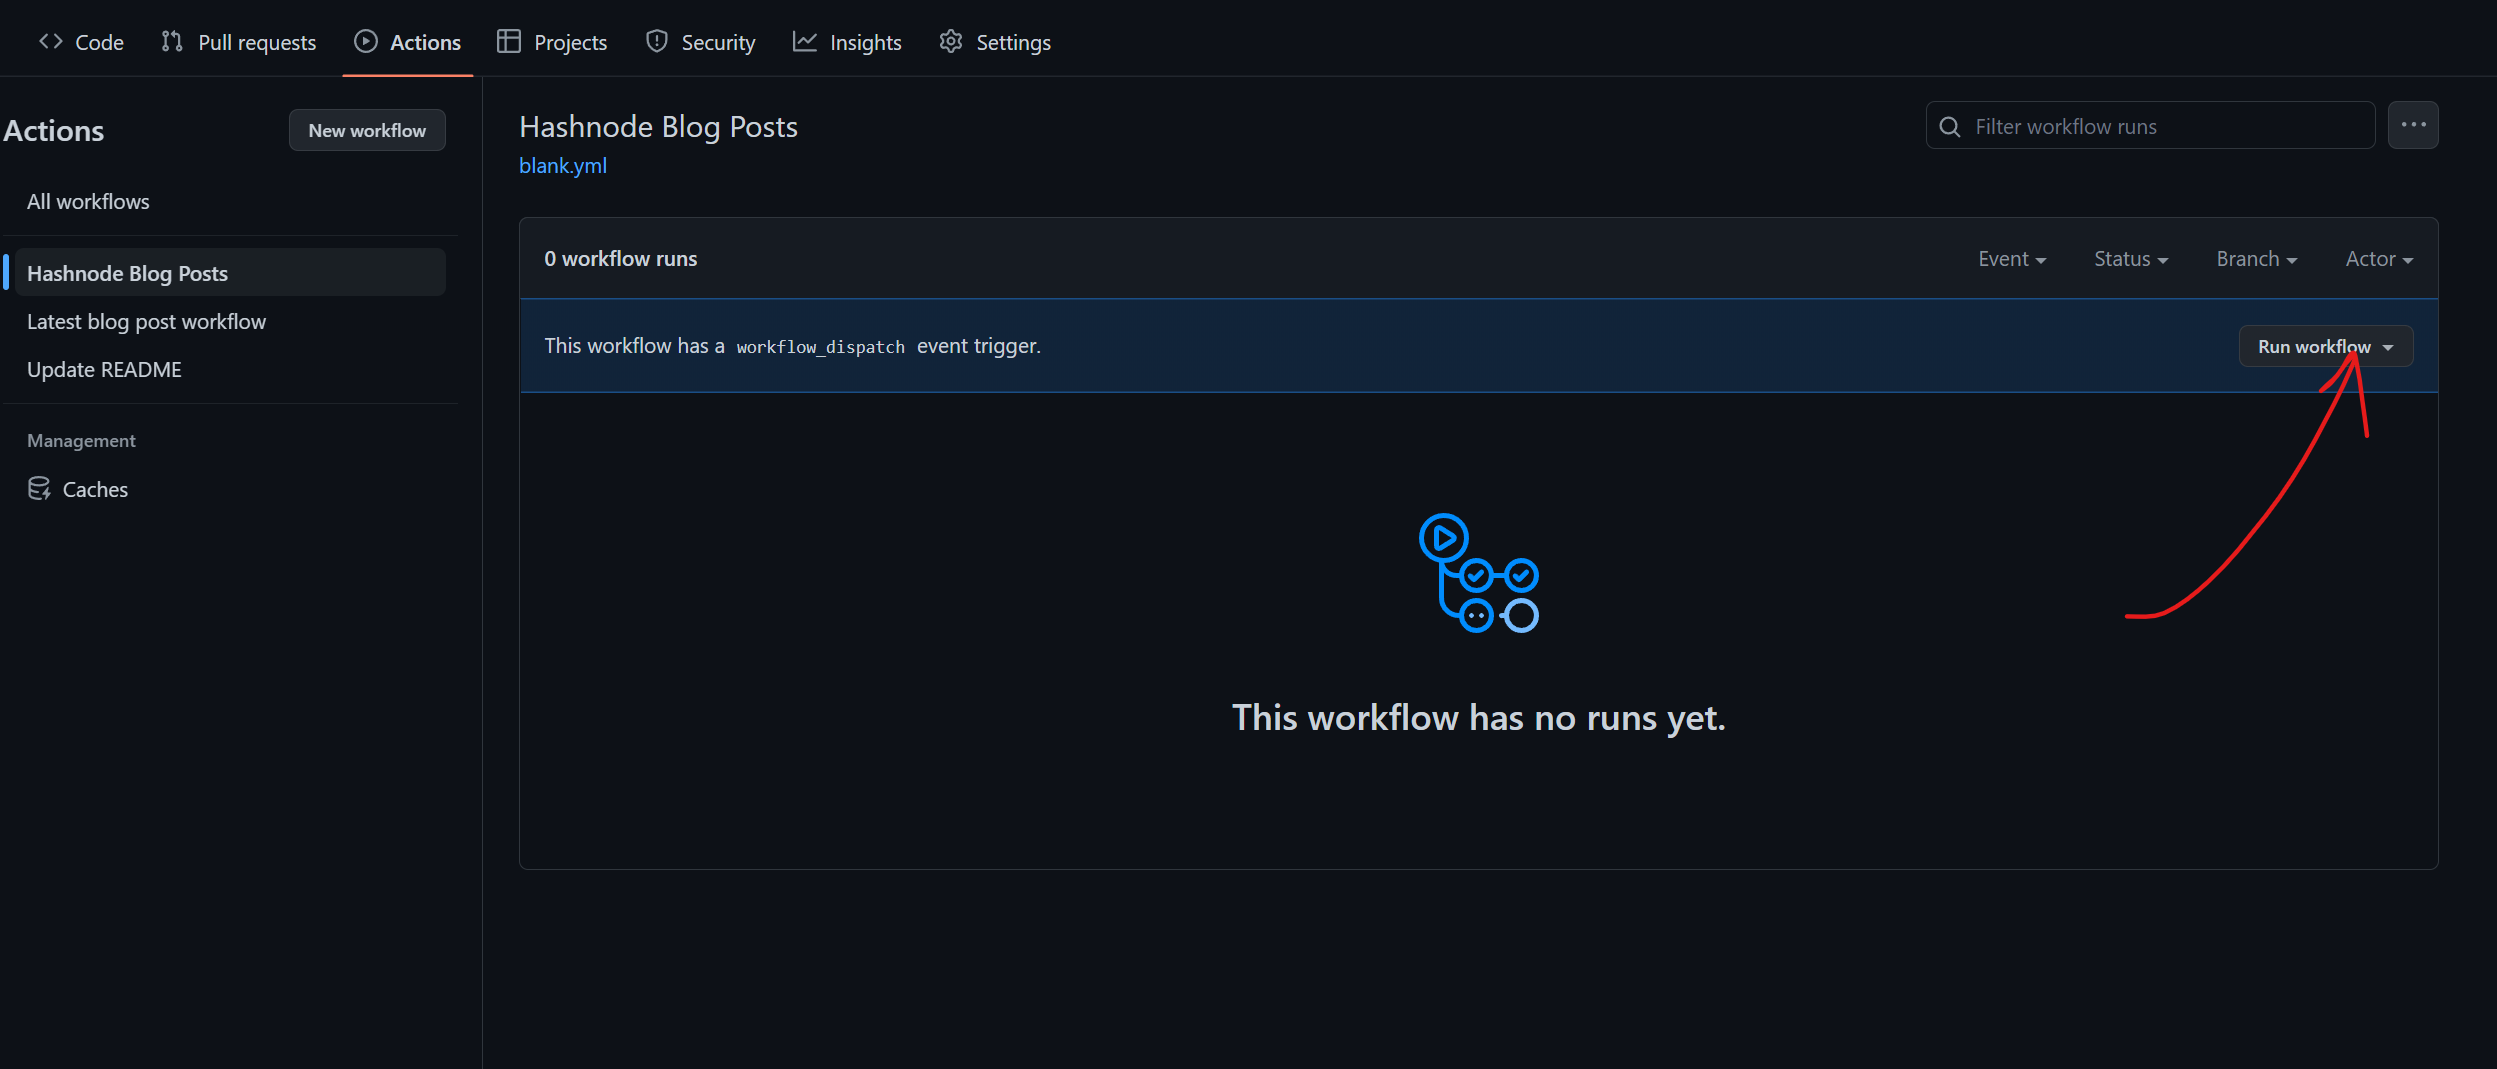 Code Pull requests Actions Projects Security Insights Settings
Actions
New workflow
All workflows
Hashnode Blog Posts
Latest blog post workflow
Update README
Management
Caches
Hashnode Blog Posts
blank.yml
Filter workflow runs
0 workflow runs
Event Status Branch Actor
This workflow has a workflow_dispatch event trigger.
Run workflow
This workflow has no runs yet.